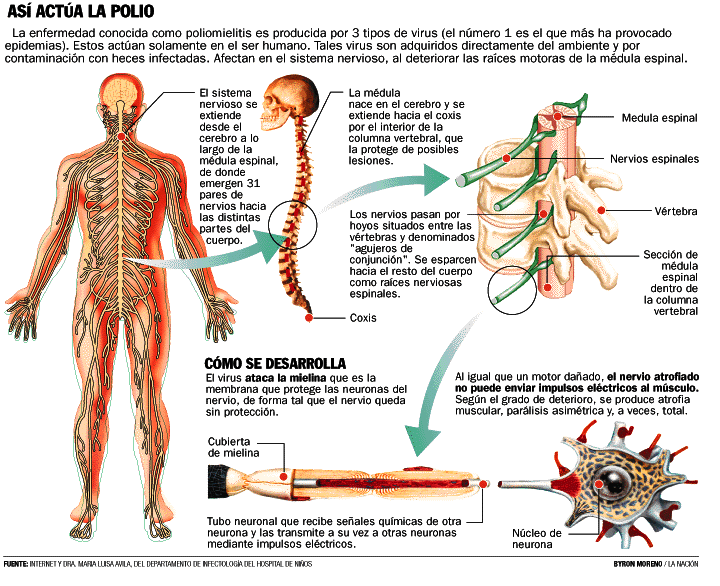 ASÍ ACTÚA LA POLIO
La enfermedad conocida como poliomielitis es producida por 3 tipos de virus (el número 1 es el que más ha provocado
epidemias). Estos actúan solamente en el ser humano. Tales virus son adquiridos directamente del ambiente y por
contaminación con heces infectadas. Afectan en el sistema nervioso, al deteriorar las raíces motoras de la médula espinal.
El sistema
nervioso se
extiende
desde el
cerebro a lo
largo de la
médula espinal,
de donde
emergen 31
pares de
nervios hacia
las distintas
partes del
cuerpo.
La médula
nace en el cerebro y se
extiende hacia el coxis
por el interior de la
columna vertebral, que
la protege de posibles
lesiones.
Los nervios pasan por
hoyos situados entre las
vértebras y denominados
"agujeros de
conjunción". Se esparcen
hacia el resto del cuerpo
como raíces nerviosas
espinales.
Coxis
Medula espinal
Nervios espinales
Vértebra
Sección de
médula
espinal
dentro de
la columna
vertebral
CÓMO SE DESARROLLA
El virus ataca la mielina que es la
membrana que protege las neuronas del
nervio, de forma tal que el nervio queda
sin protección.
Al igual que un motor dañado, el nervio atrofiado
no puede enviar impulsos eléctricos al músculo.
Según el grado de deterioro, se produce atrofia
muscular, parálisis asimétrica y, a veces, total.
Cubierta
de mielina
Tubo neuronal que recibe señales químicas de otra
neurona y las transmite a su vez a otras neuronas
mediante impulsos eléctricos.
Núcleo de
neurona
FUENTE: INTERNET Y DRA. MARIA LUISA AVILA, DEL DEPARTAMENTO DE INFECTOLOGÍA DEL HOSPITAL DE NIÑOS
BYRON MORENO / LA NACIÓN